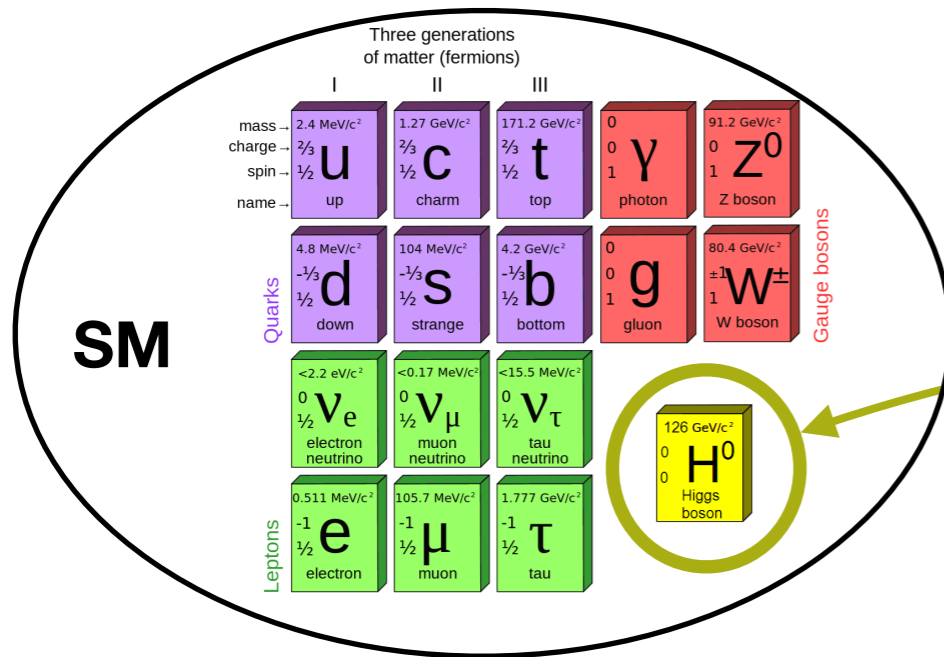 Three generations
of matter (fermions)
I II III
mass→
charge→
spin→
name→
2.4 MeV/c²
⅔
½
u
up
1.27 GeV/c²
⅔
½
c
charm
171.2 GeV/c²
⅔
½
t
top
0
0
1
γ
photon
91.2 GeV/c²
0
1
Z⁰
Z boson
Quarks
4.8 MeV/c²
-⅓
½
d
down
104 MeV/c²
-⅓
½
s
strange
4.2 GeV/c²
-⅓
½
b
bottom
0
0
1
g
gluon
80.4 GeV/c²
±1
1
W±
W boson
Gauge bosons
SM
<2.2 eV/c²
0
½
νe
electron
neutrino
<0.17 MeV/c²
0
½
νμ
muon
neutrino
<15.5 MeV/c²
0
½
ντ
tau
neutrino
126 GeV/c²
0
0
H⁰
Higgs
boson
Leptons
0.511 MeV/c²
-1
½
e
electron
105.7 MeV/c²
-1
½
μ
muon
1.777 GeV/c²
-1
½
τ
tau